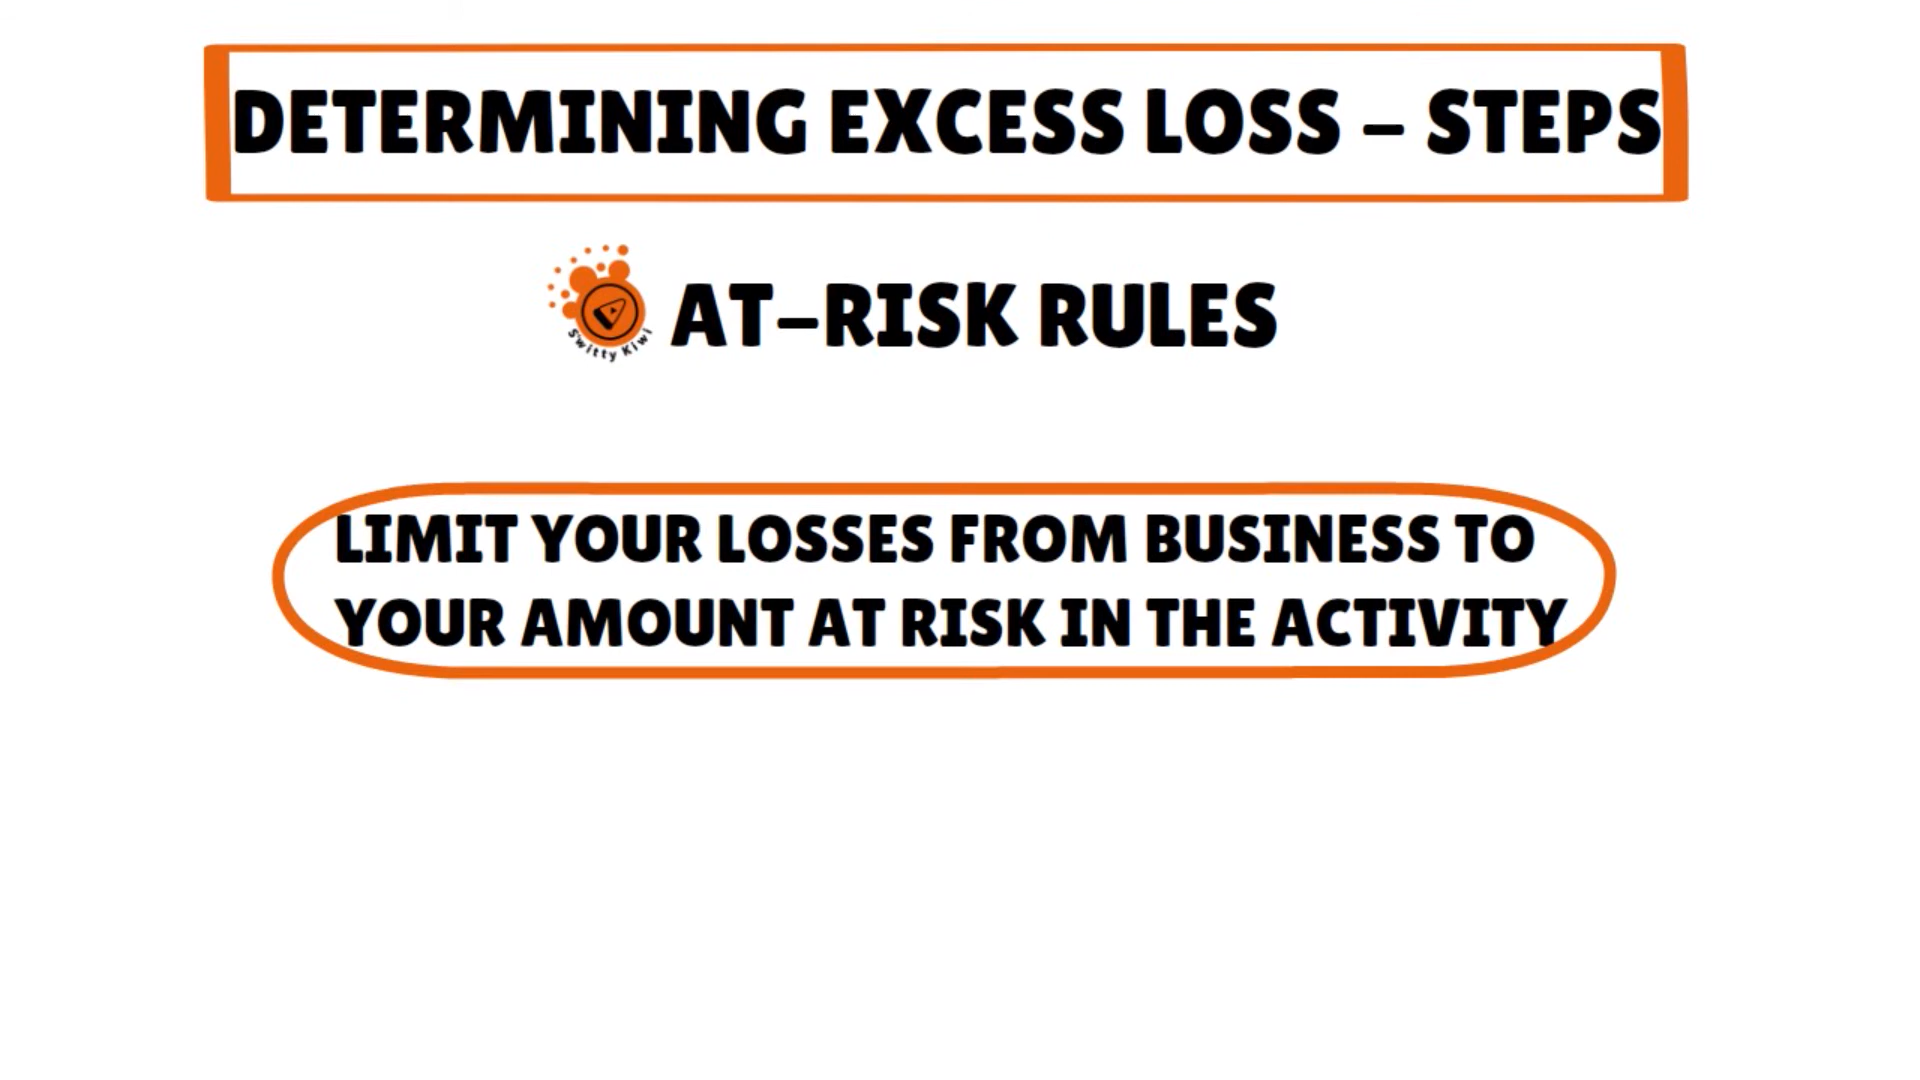 DETERMINING EXCESS LOSS – STEPS
Switty Kiwi
AT-RISK RULES
LIMIT YOUR LOSSES FROM BUSINESS TO
YOUR AMOUNT AT RISK IN THE ACTIVITY